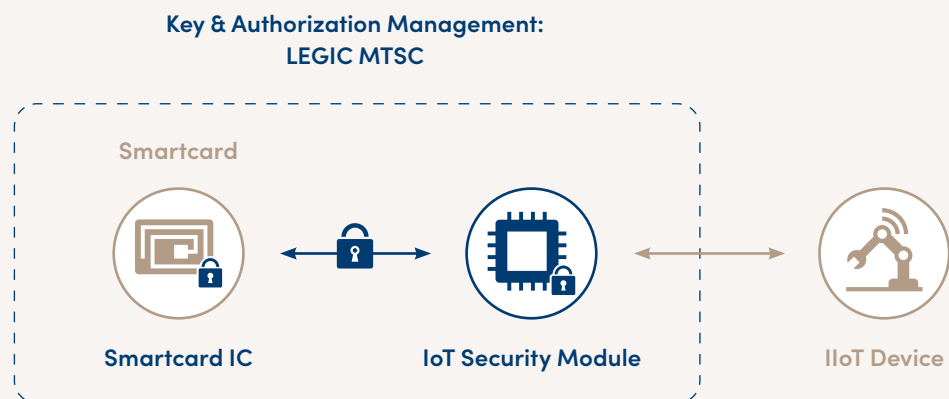 Key & Authorization Management:
LEGIC MTSC
Smartcard
Smartcard IC
IoT Security Module
IIoT Device